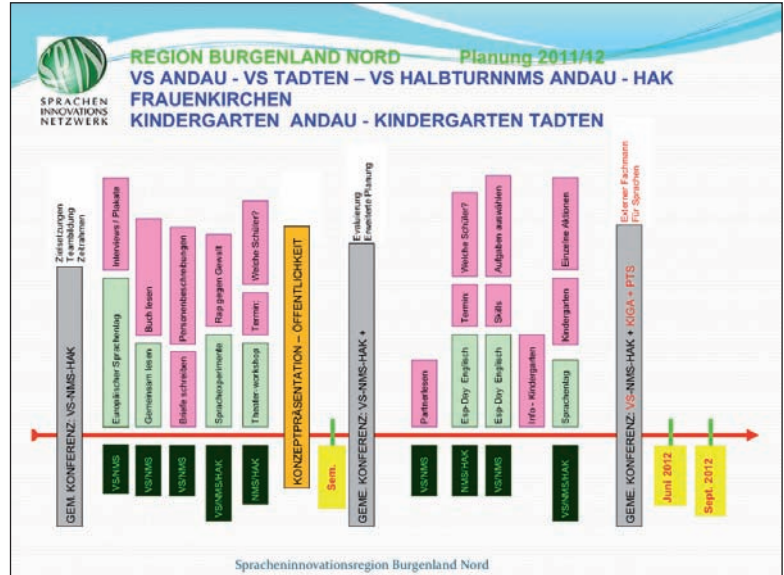 SPIN
SPRACHEN
INNOVATIONS
NETZWERK
REGION BURGENLAND NORD Planung 2011/12
VS ANDAU - VS TADTEN – VS HALBTURNNMS ANDAU - HAK
FRAUENKIRCHEN
KINDERGARTEN ANDAU - KINDERGARTEN TADTEN
GEM. KONFERENZ: VS-NMS-HAK
Zielsetzungen
Teambildung
Zeitrahmen
VS/NMS
Europäischer Sprachentag
Interviews / Plakate
VS/NMS
Gemeinsam lesen
Buch lesen
VS/NMS
Briefe schreiben
Personenbeschreibungen
VS/NMS/HAK
Sprachexperimente
Rap gegen Gewalt
NMS/HAK
Theater-workshop
Termin:
Welche Schüler?
KONZEPTPRÄSENTATION – ÖFFENTLICHKEIT
Sem.
GEME. KONFERENZ: VS-NMS-HAK +
Evaluierung
Erweiterte Planung
VS/NMS
Partnerlesen
NMS/HAK
Esp-Day Englisch
Termin:
Welche Schüler?
VS/NMS
Esp-Day Englisch
Skills
Aufgaben auswählen
Info - Kindergarten
VS/NMS/HAK
Sprachentag
Kindergarten
Einzelne Aktionen
GEME. KONFERENZ: VS-NMS-HAK + KIGA + PTS
Externer Fachmann
Für Sprachen
Juni 2012
Sept. 2012
Spracheninnovationsregion Burgenland Nord